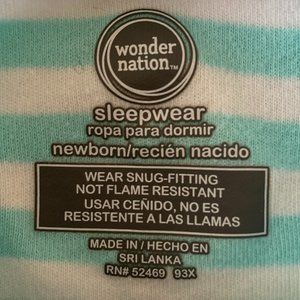 wonder
nation™
sleepwear
ropa para dormir
newborn/recién nacido
WEAR SNUG-FITTING
NOT FLAME RESISTANT
USAR CEÑIDO, NO ES
RESISTENTE A LAS LLAMAS
MADE IN / HECHO EN
SRI LANKA
RN# 52469 93X